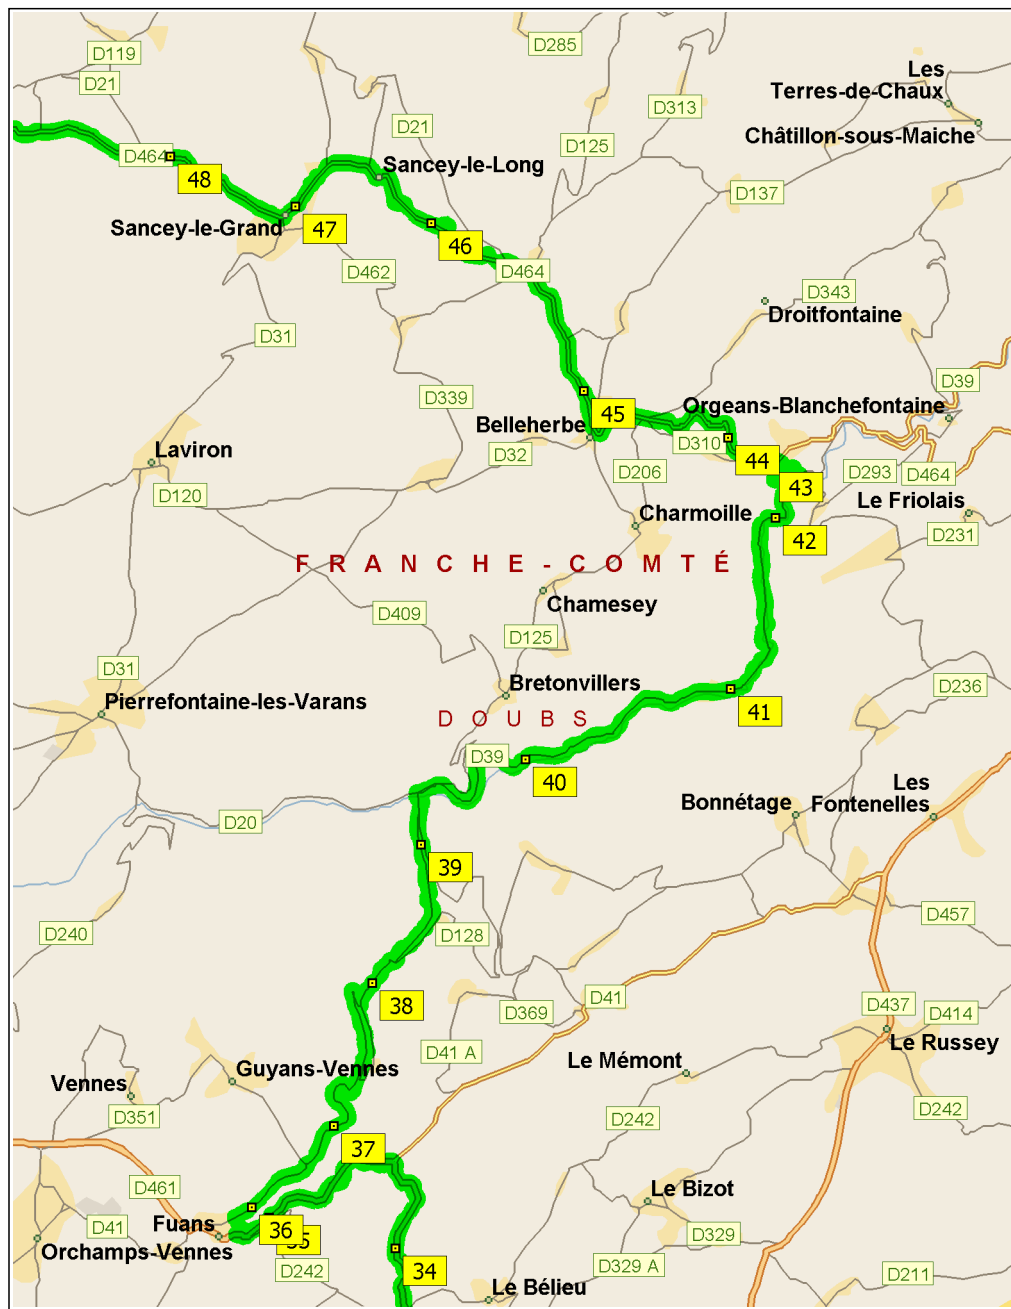 D285
D119
Les
Terres-de-Chaux
D21
D313
D21
Châtillon-sous-Maiche
D125
D464
Sancey-le-Long
48
D137
Sancey-le-Grand
47
46
D462
D464
D343
Droitfontaine
D31
D39
D339
Orgeans-Blanchefontaine
45
Belleherbe
D310
Laviron
D32
44
D206
D293
D464
D120
43
Le Friolais
Charmoille
42
D231
FRANCHE-COMTÉ
Chamesey
D409
D125
D31
Bretonvillers
D236
Pierrefontaine-les-Varans
41
DOUBS
D39
40
Les
Fontenelles
Bonnétage
D20
39
D457
D240
D128
D41
38
D369
D437
D414
Le Russey
D41 A
Le Mémont
Guyans-Vennes
Vennes
D351
D242
D242
37
D461
Le Bizot
D41
Fuans
36
35
D329
Orchamps-Vennes
D242
34
D329 A
D211
Le Bélieu